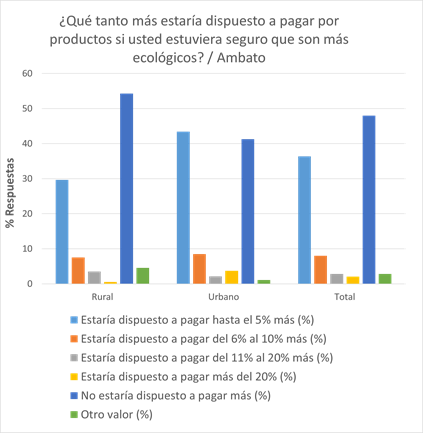 ¿Qué tanto más estaría dispuesto a pagar por
productos si usted estuviera seguro que son más
ecológicos? / Ambato
% Respuestas
60
50
40
30
20
10
0
Rural
Urbano
Total
Estaría dispuesto a pagar hasta el 5% más (%)
Estaría dispuesto a pagar del 6% al 10% más (%)
Estaría dispuesto a pagar del 11% al 20% más (%)
Estaría dispuesto a pagar más del 20% (%)
No estaría dispuesto a pagar más (%)
Otro valor (%)